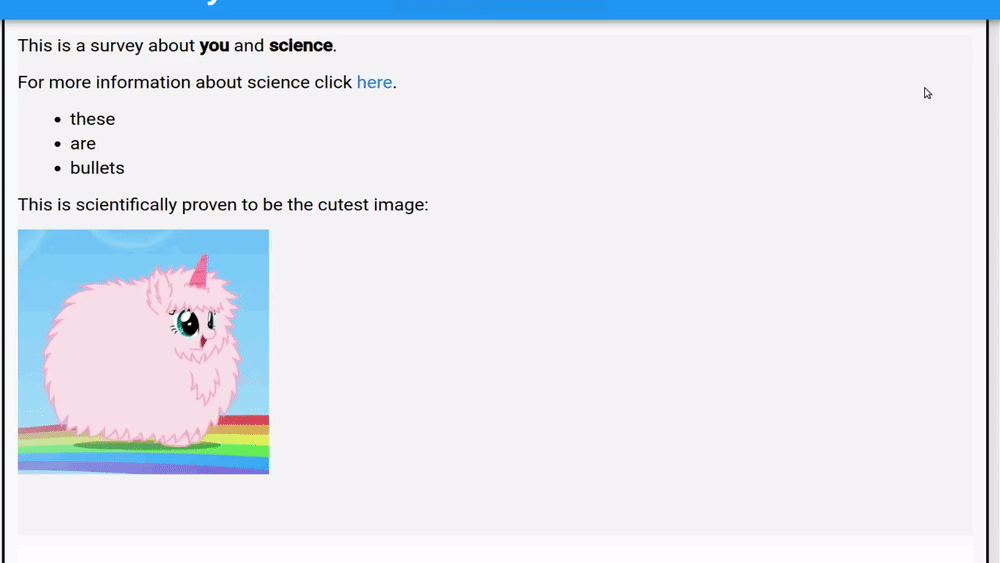 This is a survey about you and science.
For more information about science click here.
these
are
bullets
This is scientifically proven to be the cutest image: